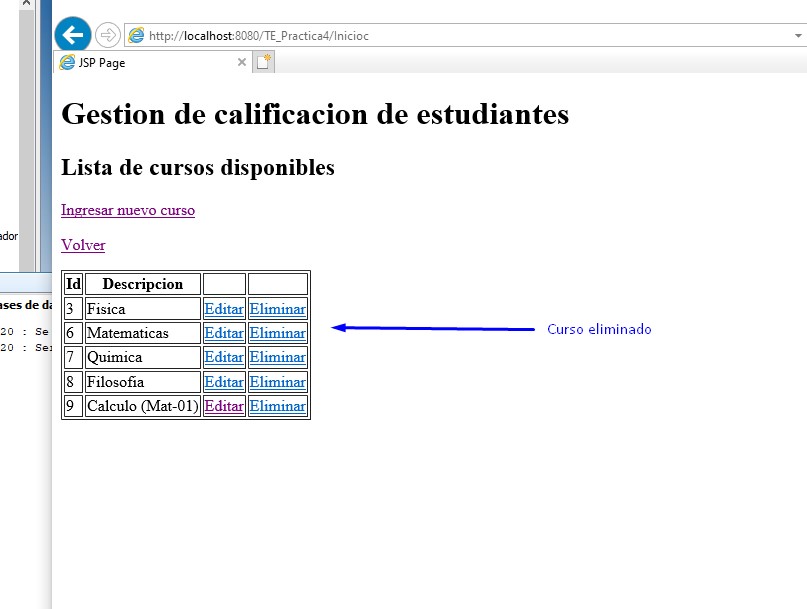 http://localhost:8080/TE_Practica4/Inicioc
JSP Page
Gestion de calificacion de estudiantes
Lista de cursos disponibles
Ingresar nuevo curso
ador
Volver
Id Descripcion
ases de da
3 Fisica Editar Eliminar
20 : Se
6 Matematicas Editar Eliminar
Curso eliminado
20 : Ser
7 Quimica Editar Eliminar
8 Filosofia Editar Eliminar
9 Calculo (Mat-01) Editar Eliminar